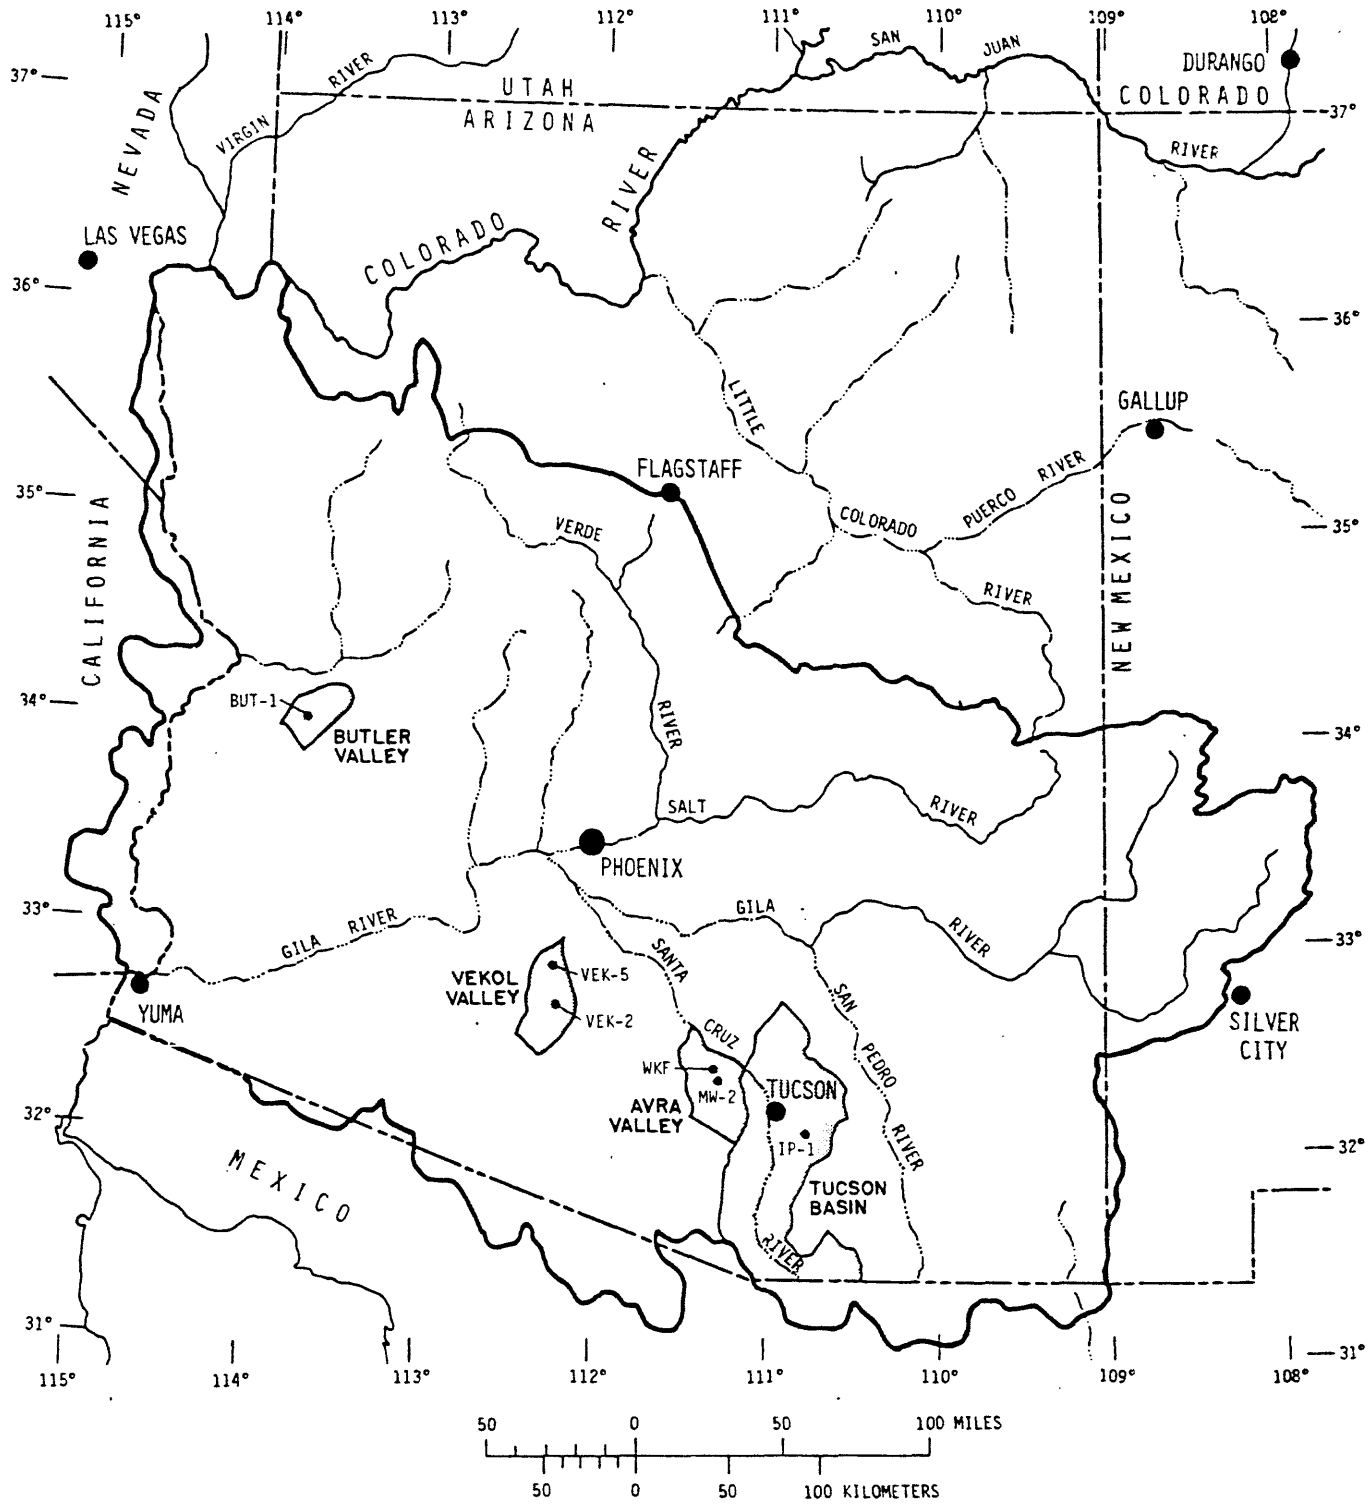 115° 114° 113° 112° 111° 110° 109° 108°
SAN JUAN
DURANGO
37°
RIVER
UTAH
COLORADO
37°
ARIZONA
VIRGIN
NEVADA
RIVER
RIVER
LAS VEGAS
COLORADO
36°
36°
LITTLE
GALLUP
FLAGSTAFF
35°
PUERCO RIVER
COLORADO
35°
VERDE
CALIFORNIA
NEW MEXICO
RIVER
34°
BUT-1
BUTLER
VALLEY
RIVER
34°
SALT
RIVER
PHOENIX
33°
GILA RIVER
GILA
RIVER
33°
SANTA
VEKOL
VALLEY
VEK-5
VEK-2
YUMA
SAN
CRUZ
SILVER
CITY
PEDRO
WKF
MW-2
TUCSON
AVRA
VALLEY
32°
IP-1
RIVER
32°
MEXICO
TUCSON
BASIN
RIVER
31°
31°
115° 114° 113° 112° 111° 110° 109° 108°
50 0 50 100 MILES
50 0 50 100 KILOMETERS